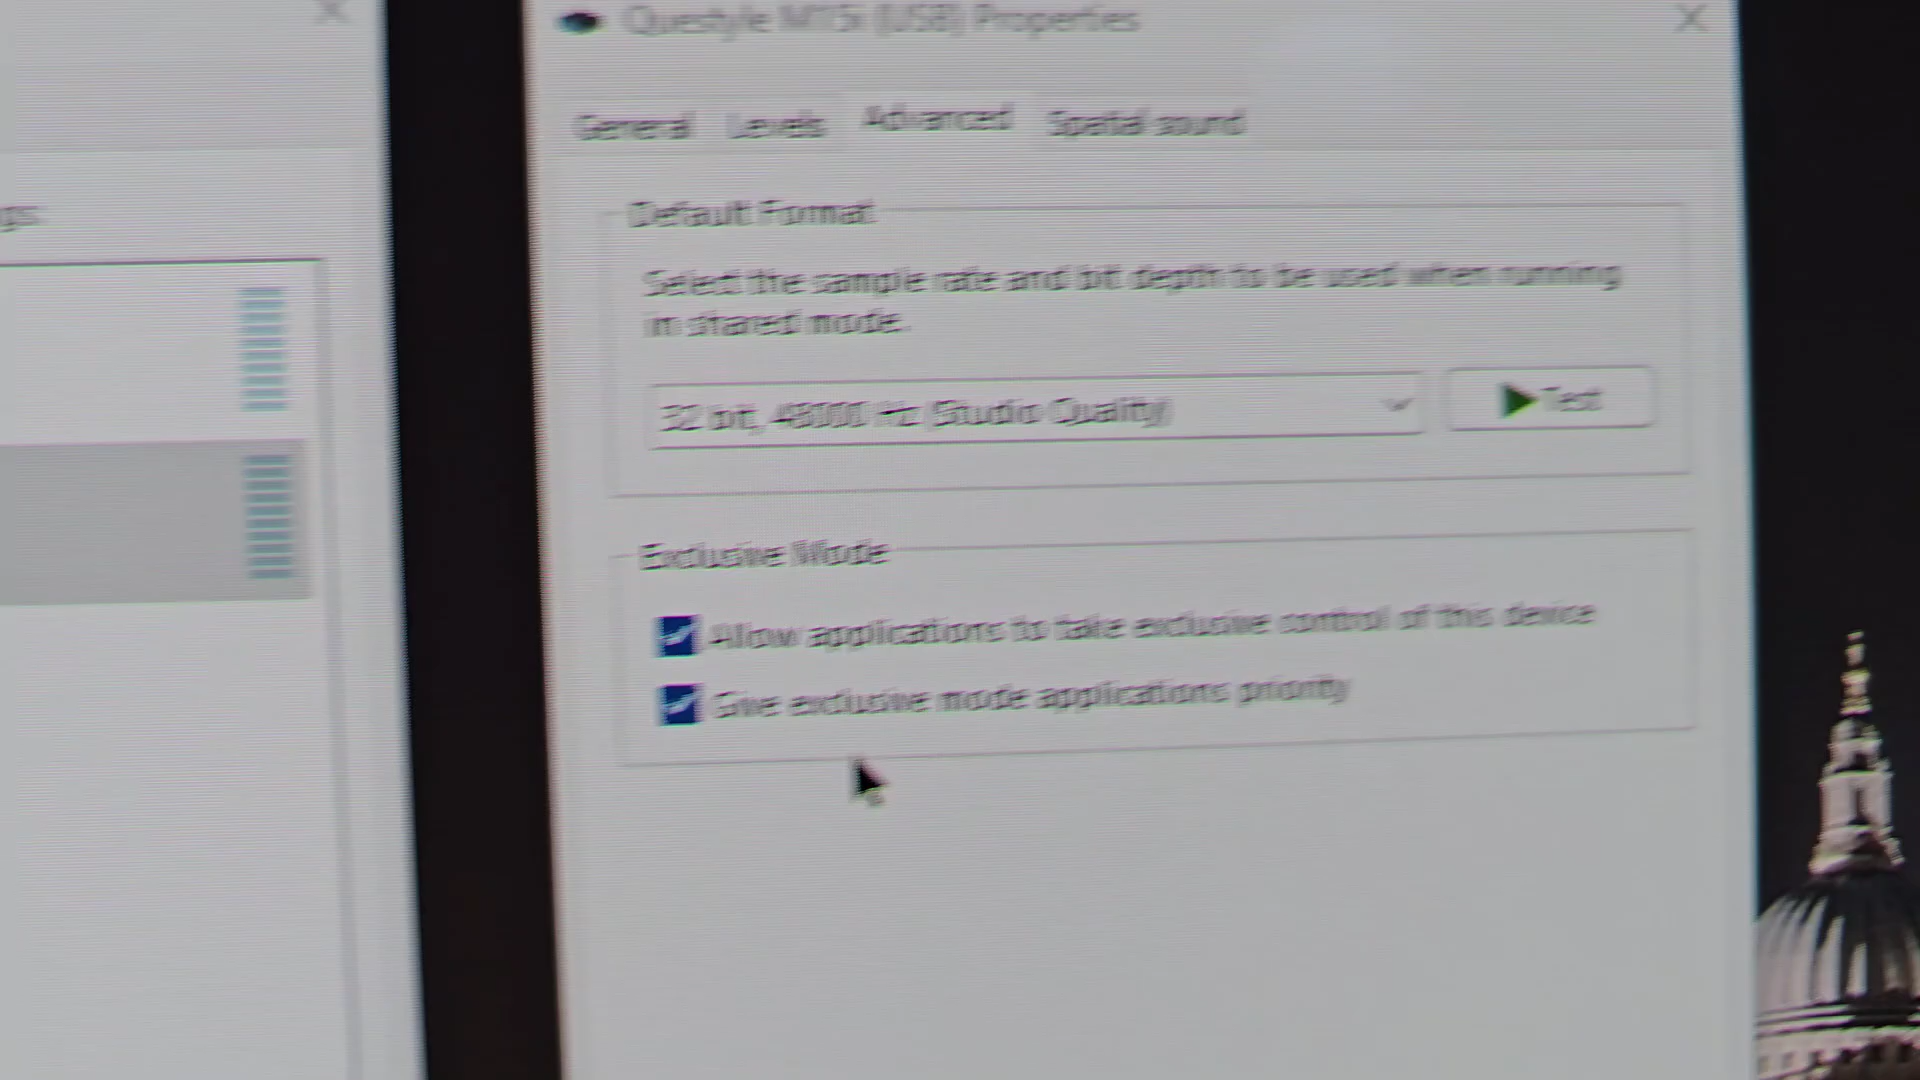 Questyle M15i (USB) Properties
General Levels Advanced Spatial sound
gs:
Default Format
Select the sample rate and bit depth to be used when running
in shared mode.
32 bit, 48000 Hz (Studio Quality)
Test
Exclusive Mode
Allow applications to take exclusive control of this device
Give exclusive mode applications priority